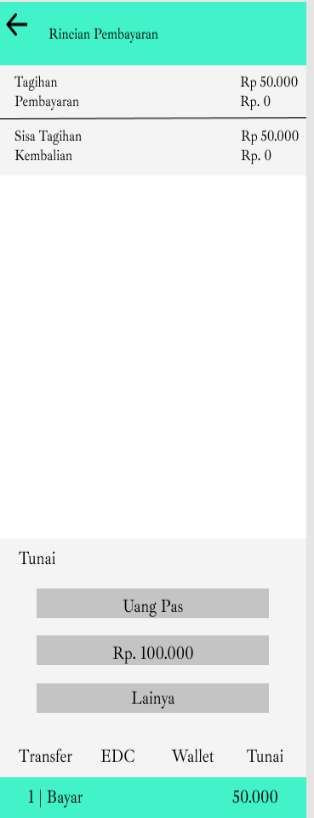 Rincian Pembayaran
Tagihan Rp 50.000
Pembayaran Rp. 0
Sisa Tagihan Rp 50.000
Kembalian Rp. 0
Tunai
Uang Pas
Rp. 100.000
Lainya
Transfer EDC Wallet Tunai
1 | Bayar 50.000